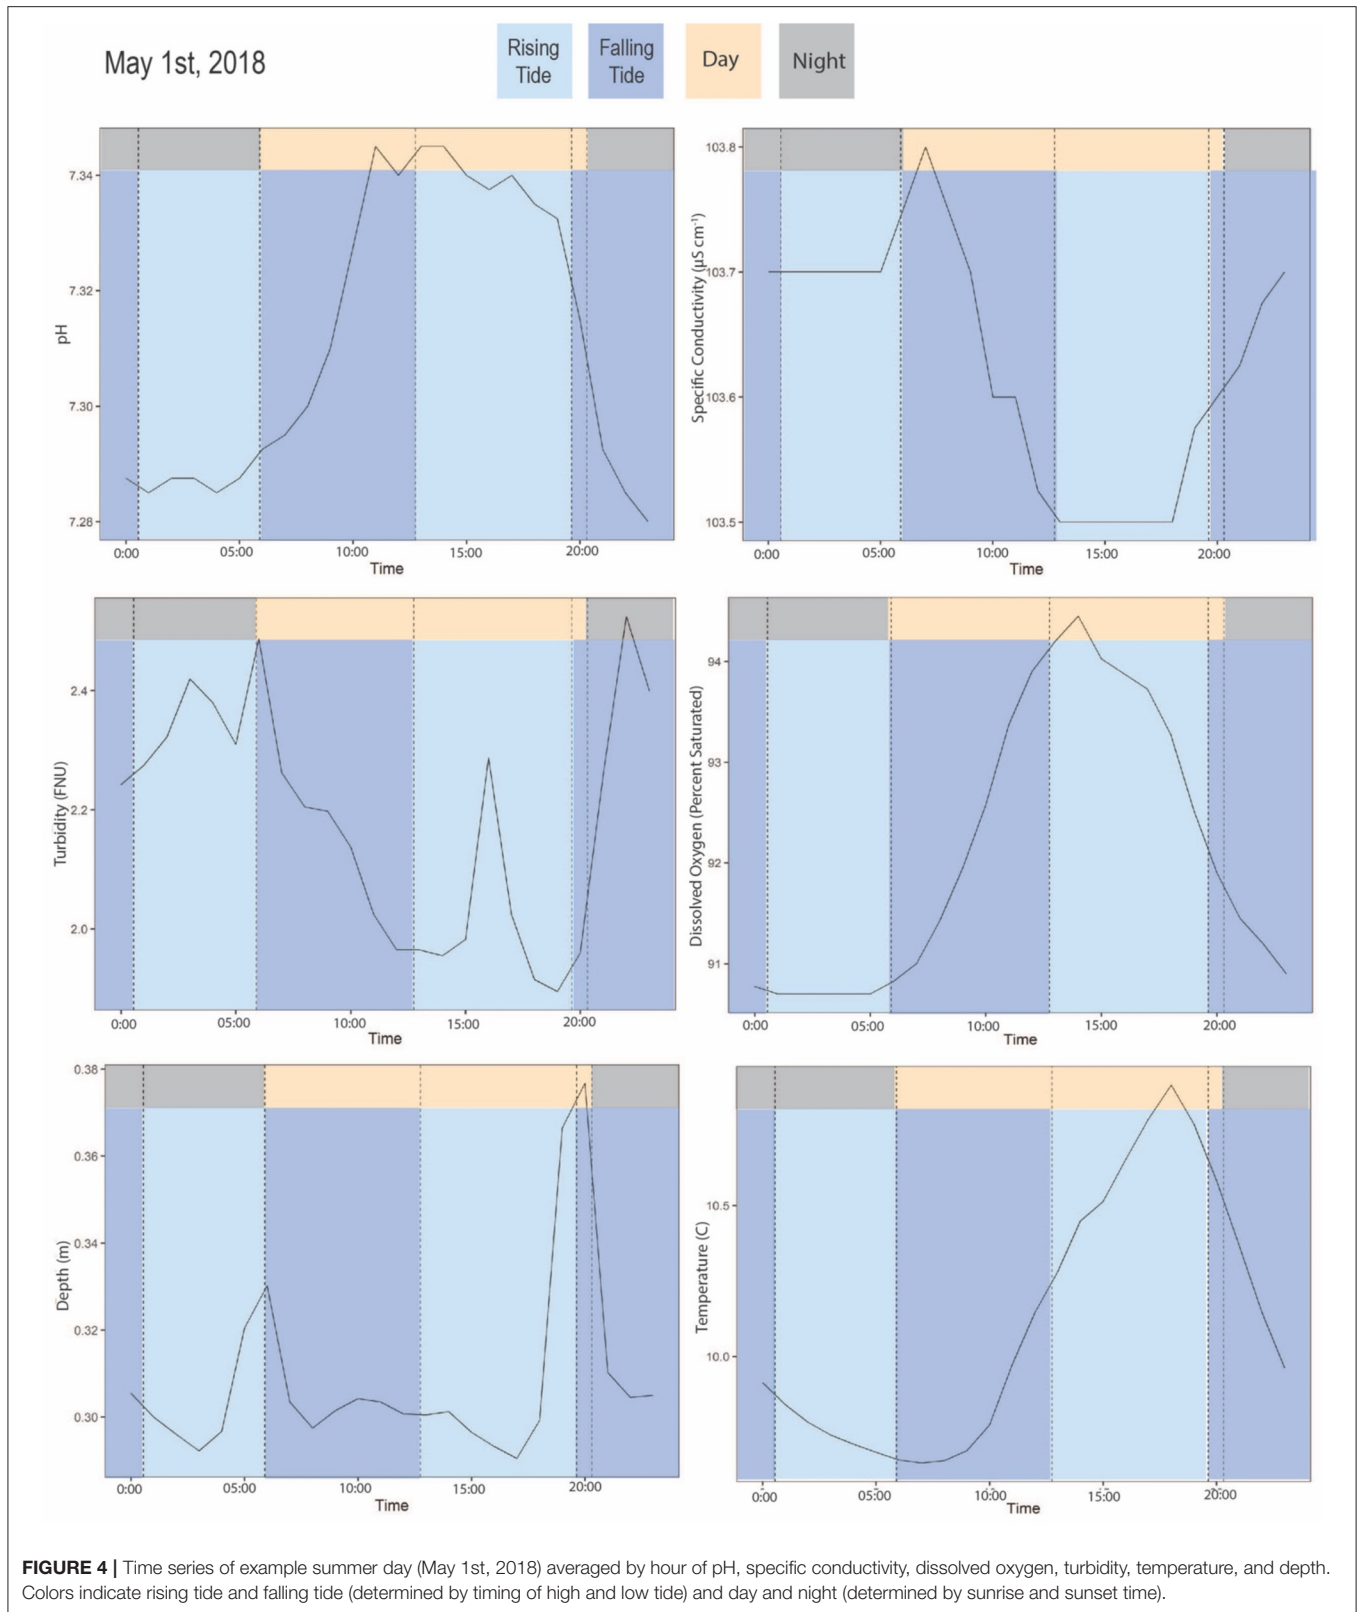 May 1st, 2018
Rising
Tide
Falling
Tide
Day
Night
pH
7.34
7.32
7.30
7.28
0:00 05:00 10:00 15:00 20:00
Time
Specific Conductivity (µS cm⁻¹)
103.8
103.7
103.6
103.5
0:00 05:00 10:00 15:00 20:00
Time
Turbidity (FNU)
2.4
2.2
2.0
0:00 05:00 10:00 15:00 20:00
Time
Dissolved Oxygen (Percent Saturated)
94
93
92
91
0:00 05:00 10:00 15:00 20:00
Time
Depth (m)
0.38
0.36
0.34
0.32
0.30
0:00 05:00 10:00 15:00 20:00
Time
Temperature (C)
10.5
10.0
0:00 05:00 10:00 15:00 20:00
Time
FIGURE 4 | Time series of example summer day (May 1st, 2018) averaged by hour of pH, specific conductivity, dissolved oxygen, turbidity, temperature, and depth.
Colors indicate rising tide and falling tide (determined by timing of high and low tide) and day and night (determined by sunrise and sunset time).